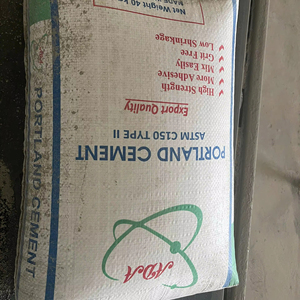 ADA
PORTLAND CEMENT
ASTM C150 TYPE II
Export Quality
High Strength
More Adhesive
Mix Easily
Grit Free
Low Shrinkage
Net Weight 40
PORTLAND CEMENT